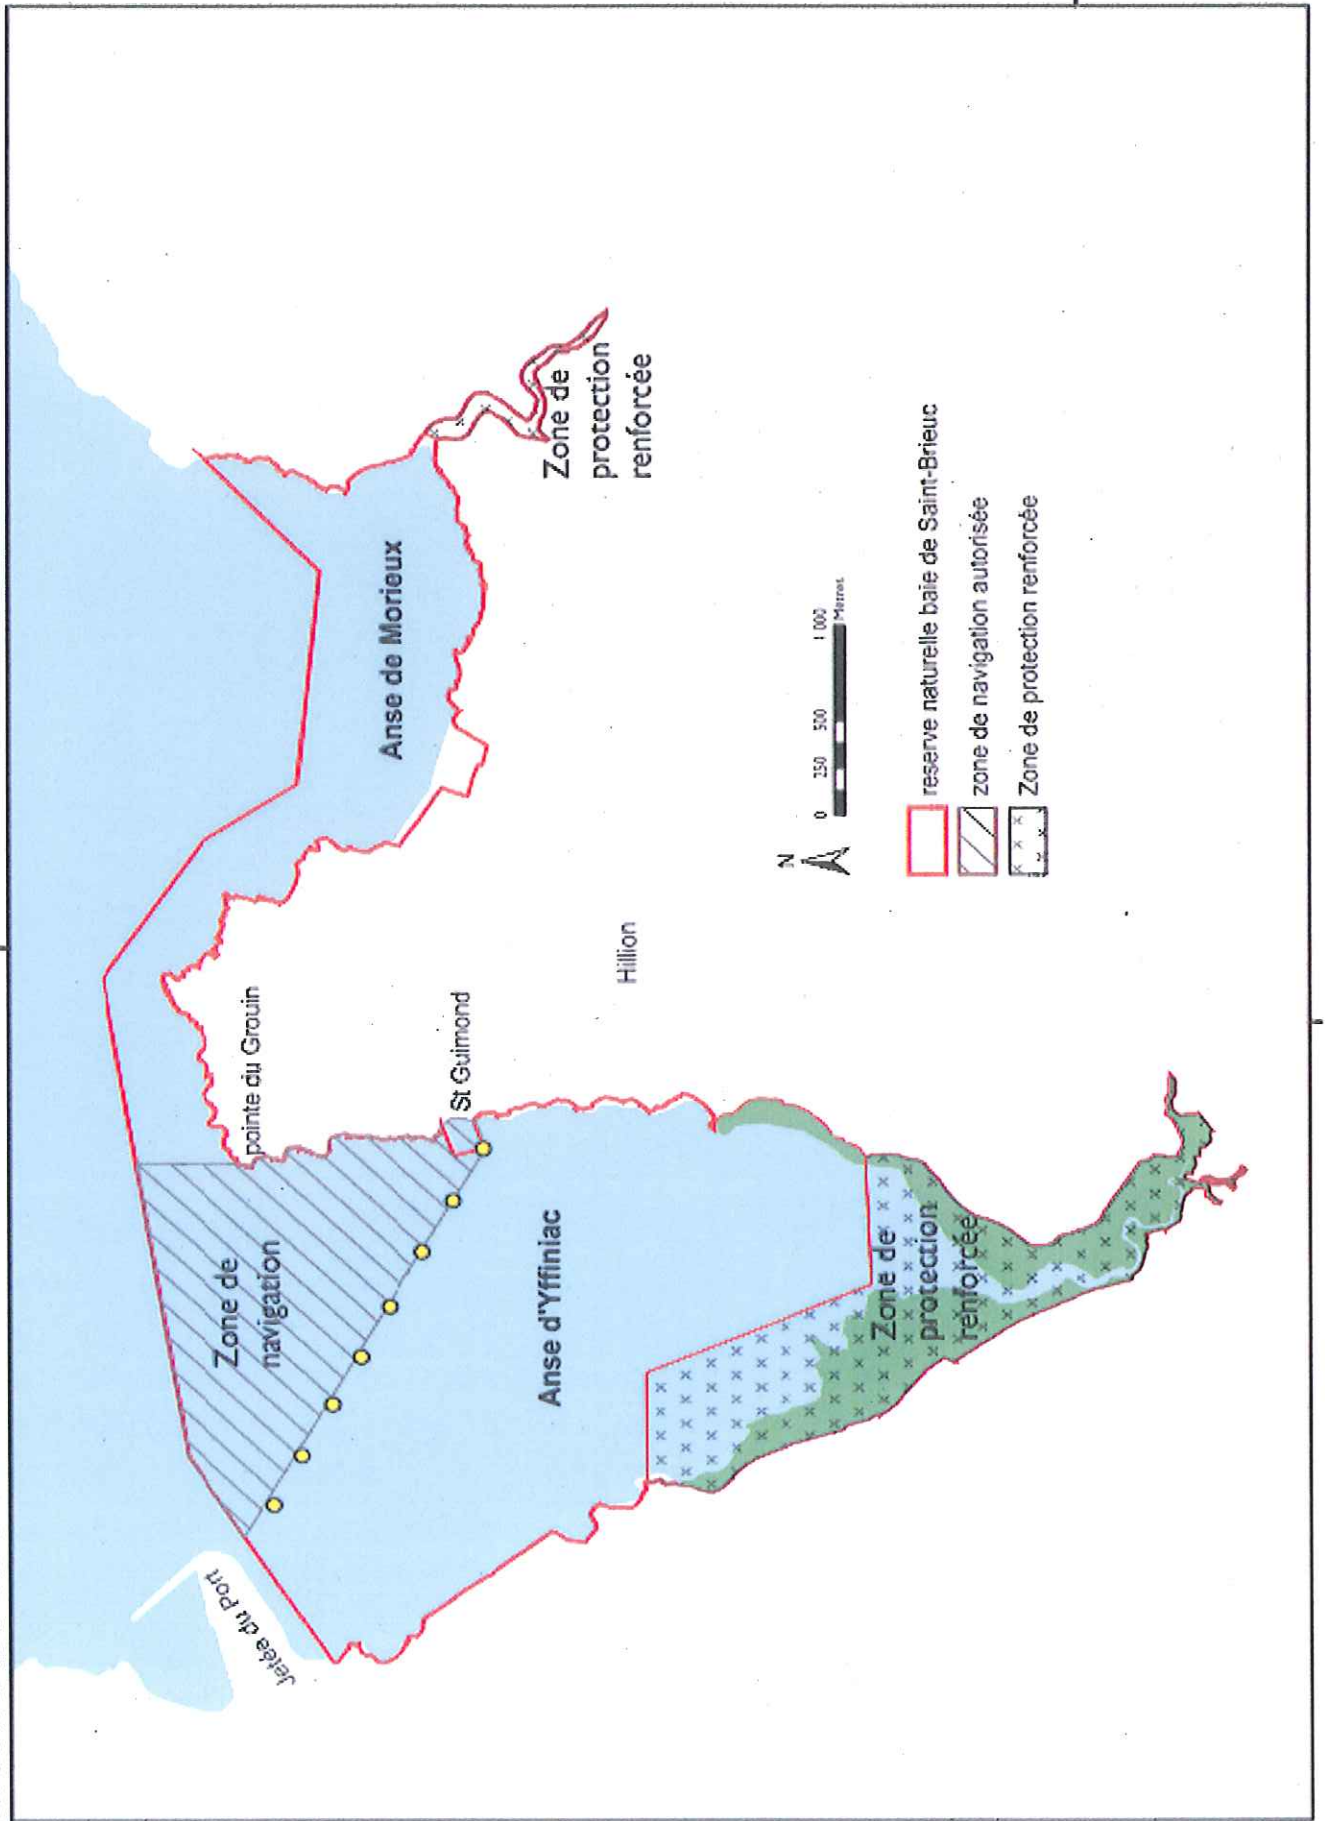 Jetée du Port
Zone de
navigation
pointe du Grouin
St Guimond
Anse de Morieux
Zone de
protection
renforcée
Anse d'Yffiniac
Hillion
Zone de
protection
renforcée
N
0 250 500 1 000
Metres
reserve naturelle baie de Saint-Brieuc
zone de navigation autorisée
Zone de protection renforcée